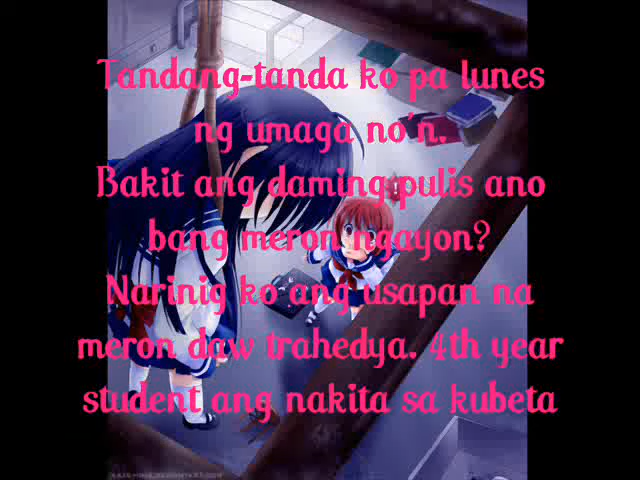 Tandang-tanda ko pa lunes
ng umaga no'n.
Bakit ang daming pulis ano
bang meron ngayon?
Narinig ko ang usapan na
meron daw trahedya. 4th year
student ang nakita sa kubeta